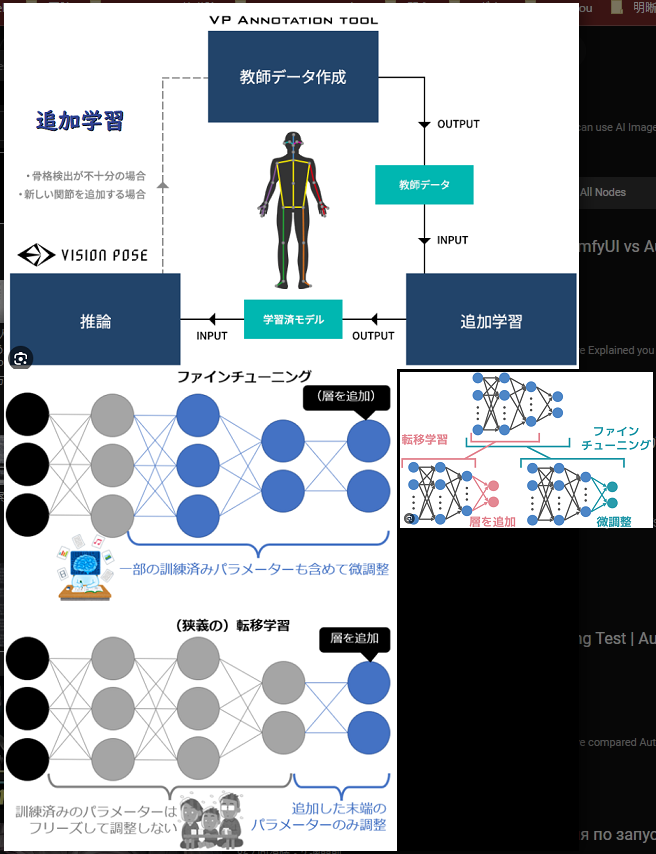 ou
明晰
VP ANNOTATION TOOL
教師データ作成
追加学習
OUTPUT
can use AI Image
・骨格検出が不十分の場合
・新しい関節を追加する場合
教師データ
All Nodes
INPUT
mfyUI vs Au
VISION POSE
推論
INPUT
学習済モデル
OUTPUT
追加学習
e Explained you
ファインチューニング
(層を追加)
一部の訓練済みパラメーターも含めて微調整
転移学習
ファイン
チューニング
層を追加
微調整
(狭義の)転移学習
層を追加
ng Test | Au
e compared Aut
訓練済みのパラメーターは
フリーズして調整しない
追加した末端の
パラメーターのみ調整
я по запус